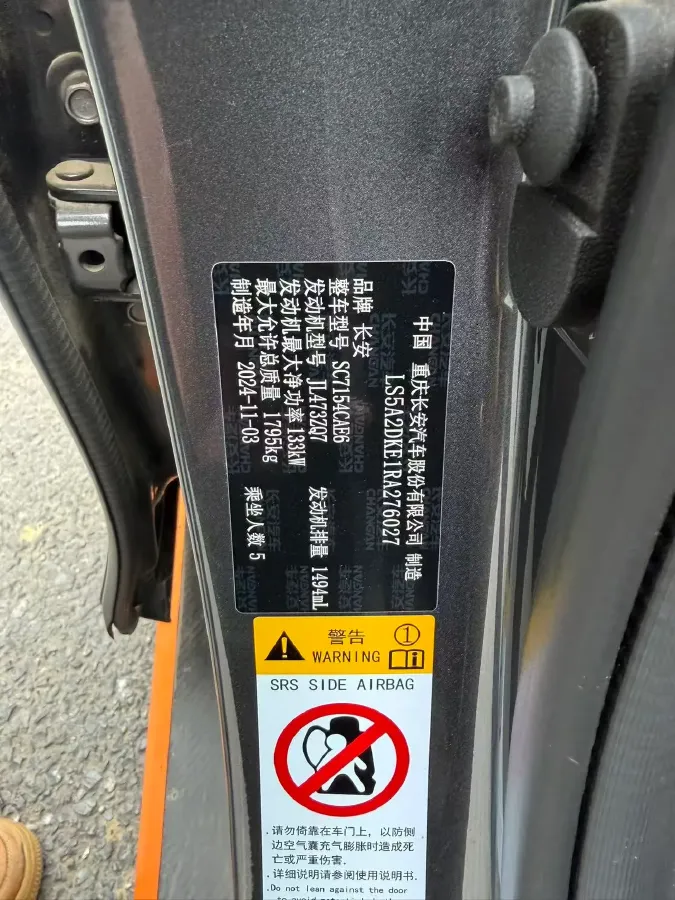 中国 重庆长安汽车股份有限公司 制造
LS5A2DKE1RA276027
品牌 长安
整车型号 SC7154CAE6
发动机型号 JL473ZQ7 发动机排量 1494mL
发动机最大净功率 133kW
最大允许总质量 1795kg 乘坐人数 5
制造年月 2024-11-03
警告 ①
WARNING
SRS SIDE AIRBAG
.请勿倚靠在车门上，以防侧
边空气囊充气膨胀时造成死
亡或严重伤害.
.详细说明请参阅使用说明书.
.Do not lean against the door